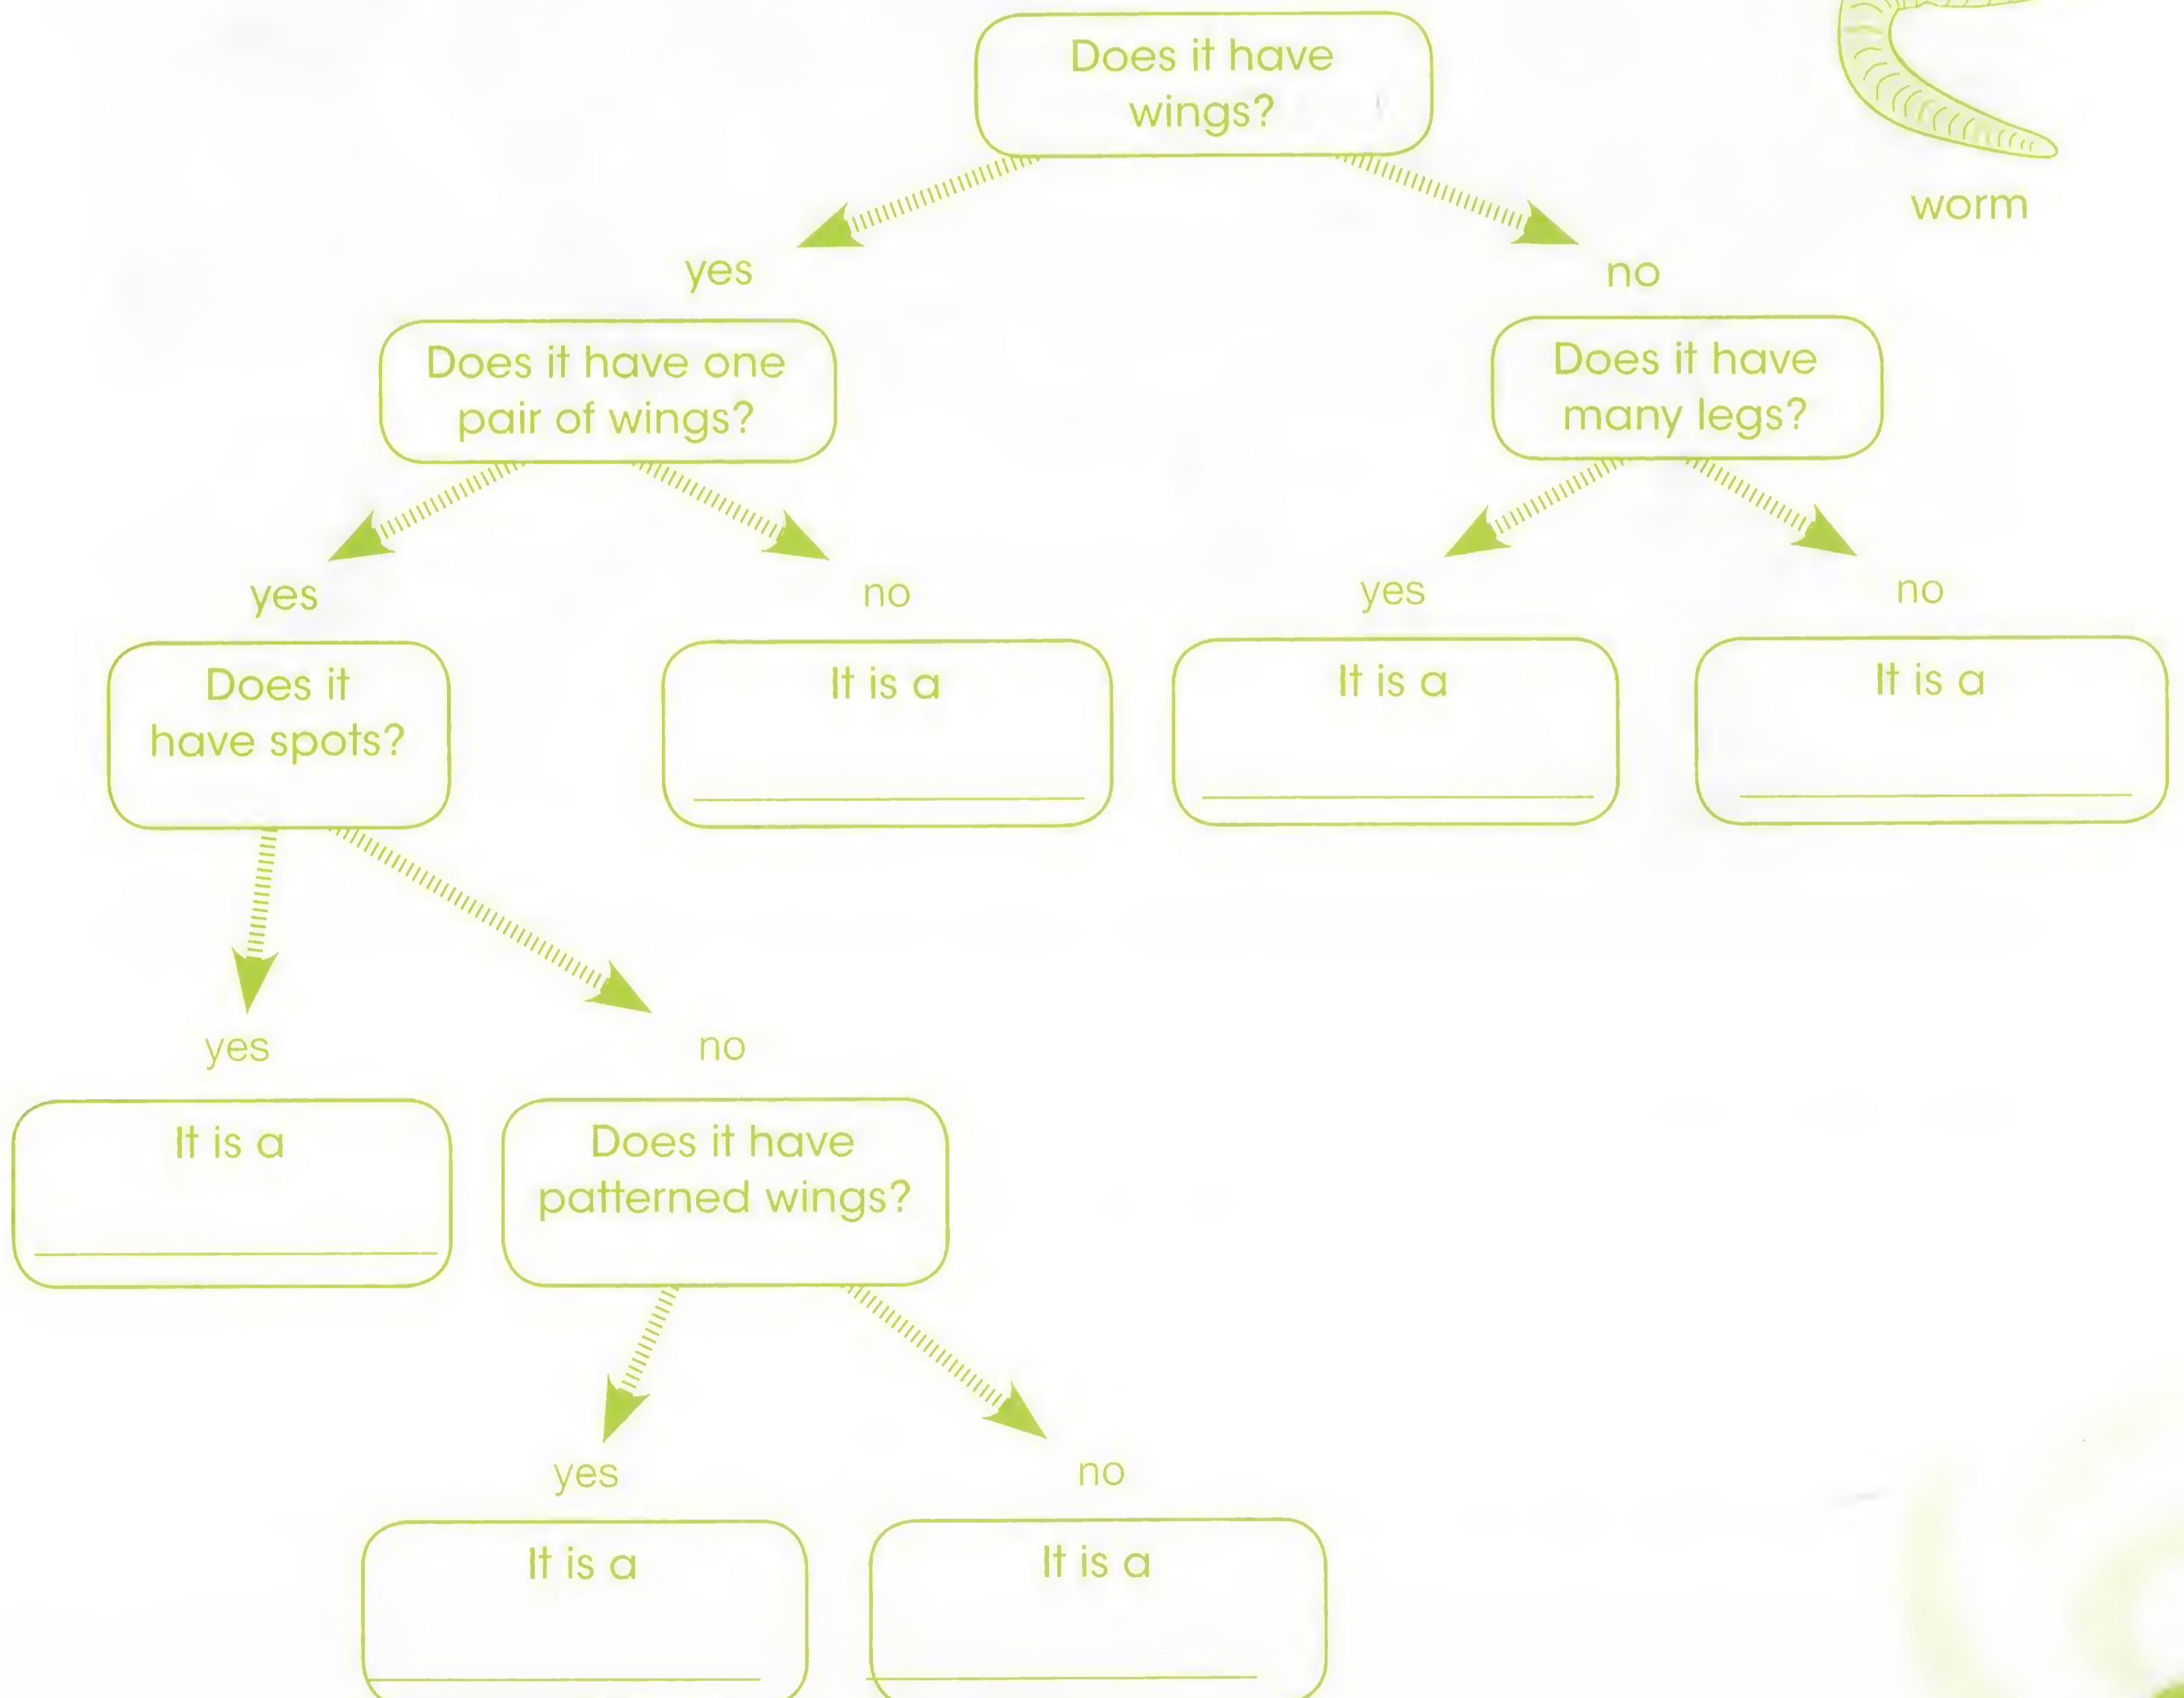 Does it have
wings?
worm
yes
no
Does it have one
pair of wings?
Does it have
many legs?
yes
no
yes
no
Does it
have spots?
It is a
It is a
It is a
yes
no
It is a
Does it have
patterned wings?
yes
no
It is a
It is a